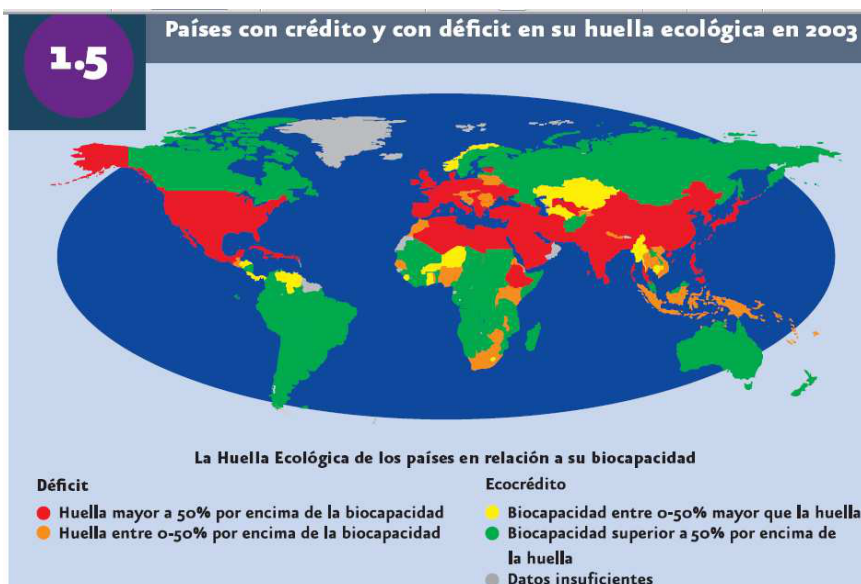 1.5
Países con crédito y con déficit en su huella ecológica en 2003
La Huella Ecológica de los países en relación a su biocapacidad
Déficit
Huella mayor a 50% por encima de la biocapacidad
Huella entre 0-50% por encima de la biocapacidad
Ecocrédito
Biocapacidad entre 0-50% mayor que la huella
Biocapacidad superior a 50% por encima de
la huella
Datos insuficientes